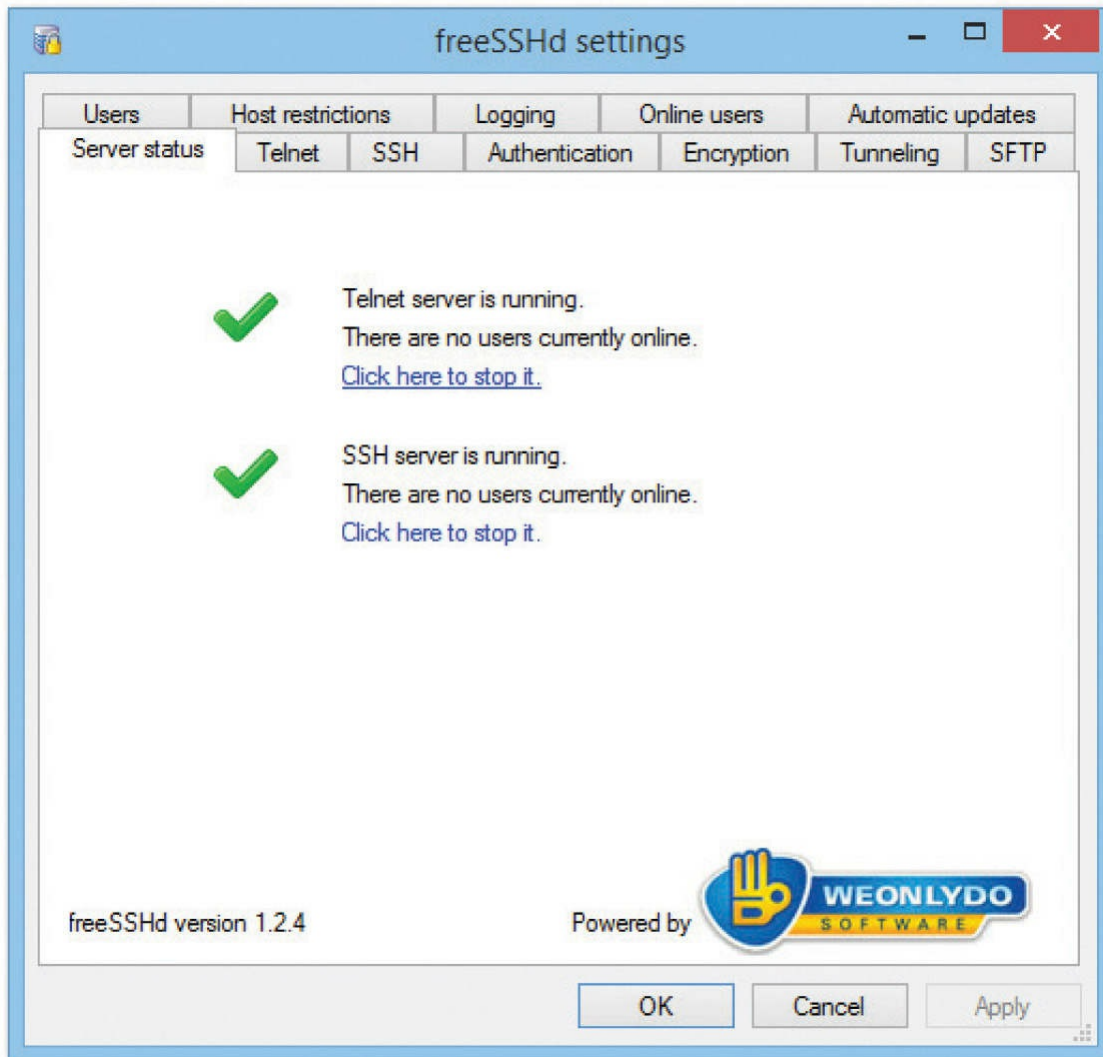 freeSSHd settings
Users Host restrictions Logging Online users Automatic updates
Server status Telnet SSH Authentication Encryption Tunneling SFTP
Telnet server is running.
There are no users currently online.
Click here to stop it.
SSH server is running.
There are no users currently online.
Click here to stop it.
freeSSHd version 1.2.4
Powered by
WEONLYDO
SOFTWARE
OK Cancel Apply